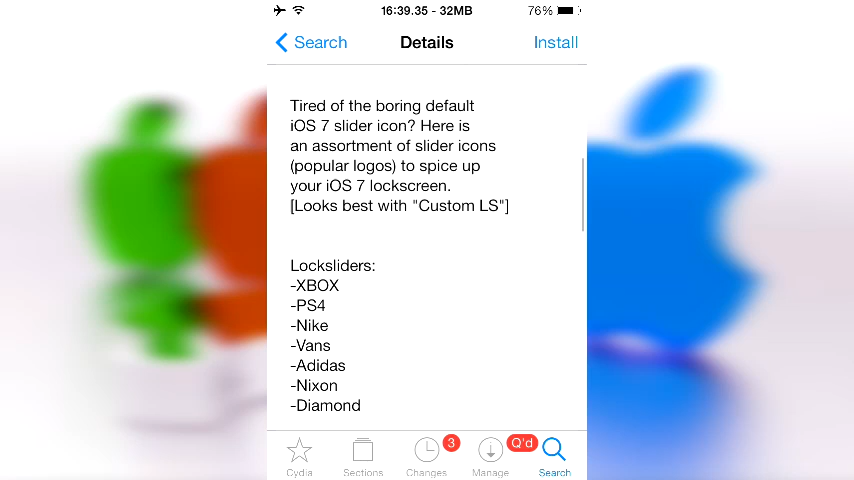 16:39.35 - 32MB
76%
Search
Details
Install
Tired of the boring default
iOS 7 slider icon? Here is
an assortment of slider icons
(popular logos) to spice up
your iOS 7 lockscreen.
[Looks best with "Custom LS"]
Locksliders:
-XBOX
-PS4
-Nike
-Vans
-Adidas
-Nixon
-Diamond
3
Q'd
Cydia
Sections
Changes
Manage
Search